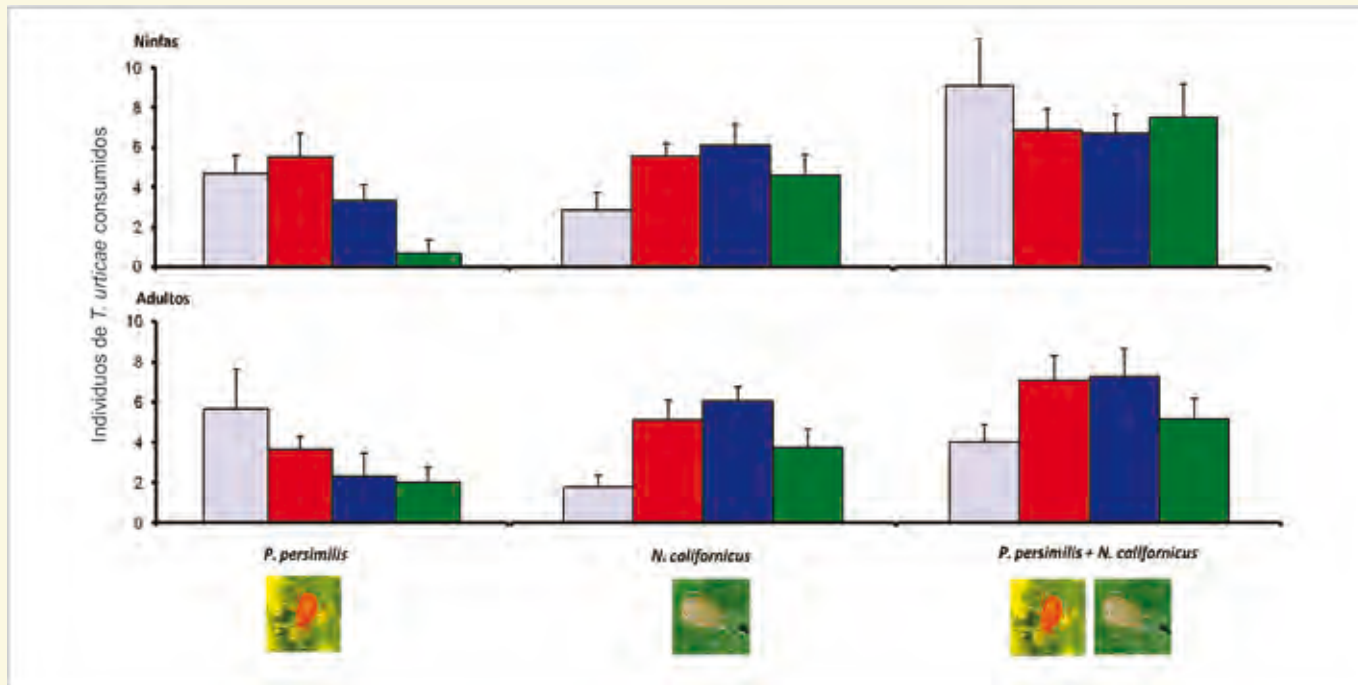 Ninfas
10
8
6
4
2
0
Individuos de T. urticae consumidos
Adultos
10
8
6
4
2
0
P. persimilis
N. californicus
P. persimilis + N. californicus